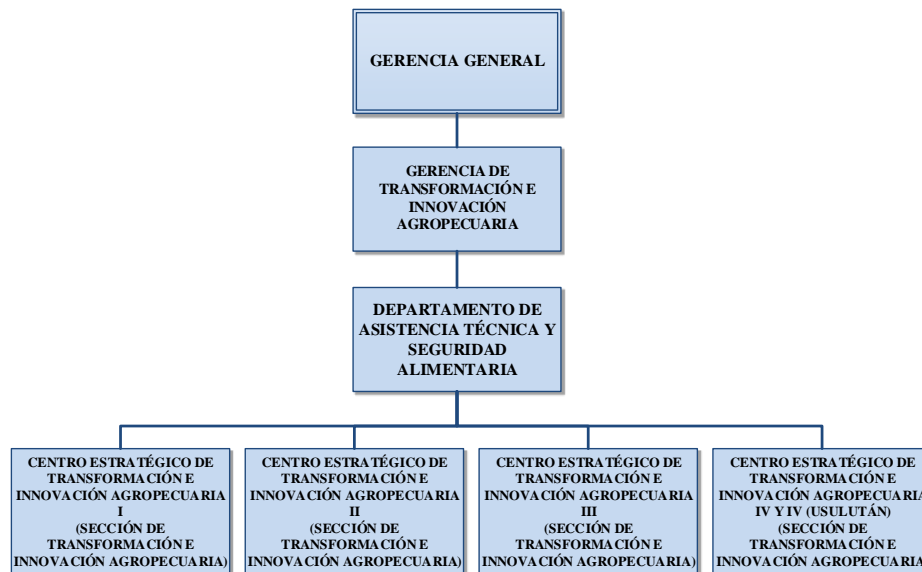 GERENCIA GENERAL
GERENCIA DE
TRANSFORMACIÓN E
INNOVACIÓN
AGROPECUARIA
DEPARTAMENTO DE
ASISTENCIA TÉCNICA Y
SEGURIDAD
ALIMENTARIA
CENTRO ESTRATÉGICO DE
TRANSFORMACIÓN E
INNOVACIÓN AGROPECUARIA
I
(SECCIÓN DE
TRANSFORMACIÓN E
INNOVACIÓN AGROPECUARIA)
CENTRO ESTRATÉGICO DE
TRANSFORMACIÓN E
INNOVACIÓN AGROPECUARIA
II
(SECCIÓN DE
TRANSFORMACIÓN E
INNOVACIÓN AGROPECUARIA)
CENTRO ESTRATÉGICO DE
TRANSFORMACIÓN E
INNOVACIÓN AGROPECUARIA
III
(SECCIÓN DE
TRANSFORMACIÓN E
INNOVACIÓN AGROPECUARIA)
CENTRO ESTRATÉGICO DE
TRANSFORMACIÓN E
INNOVACIÓN AGROPECUARIA
IV Y IV (USULUTÁN)
(SECCIÓN DE
TRANSFORMACIÓN E
INNOVACIÓN AGROPECUARIA)